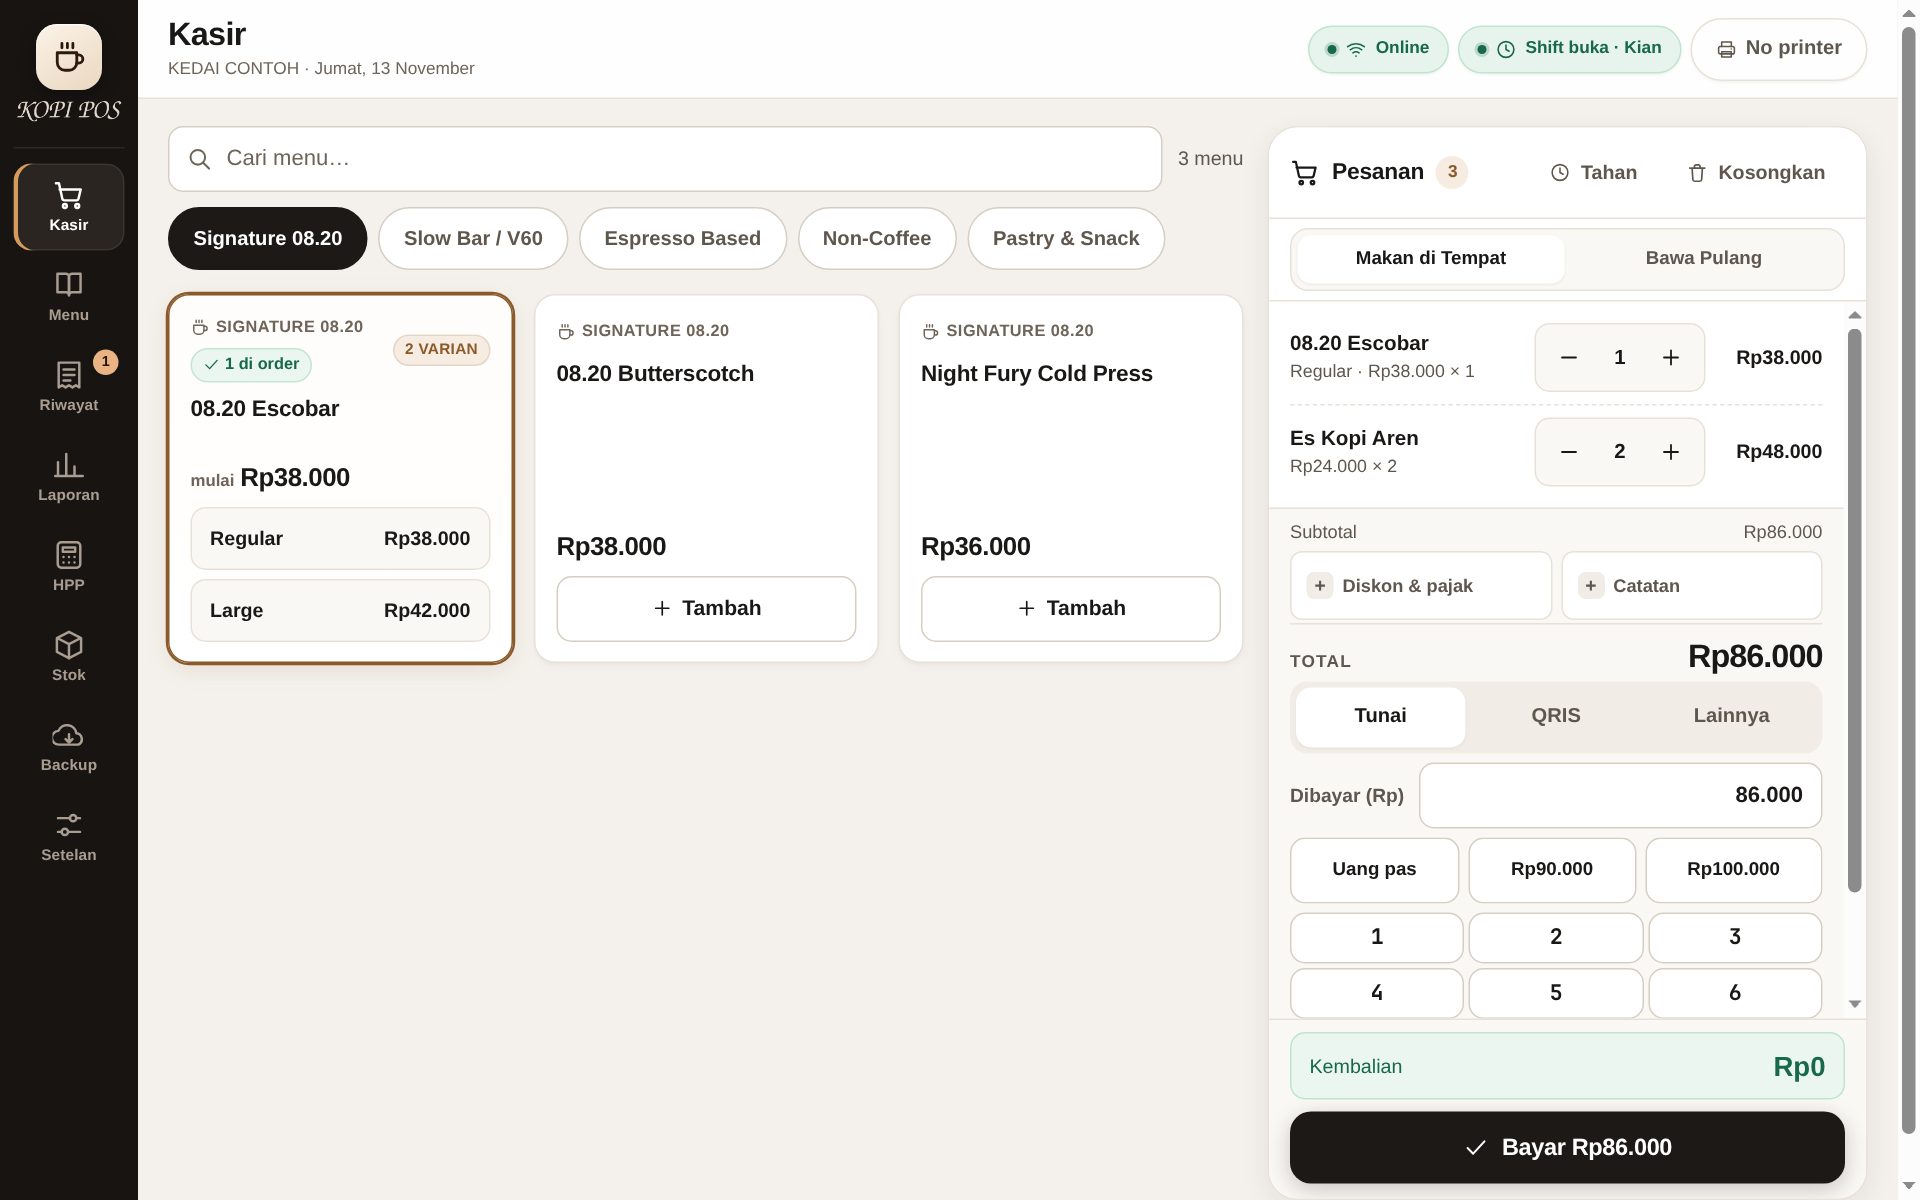 KOPI POS
Kasir
Menu
Riwayat
1
Laporan
HPP
Stok
Backup
Setelan
Kasir
KEDAI CONTOH · Jumat, 13 November
Online
Shift buka · Kian
No printer
Cari menu…
3 menu
Signature 08.20
Slow Bar / V60
Espresso Based
Non-Coffee
Pastry & Snack
SIGNATURE 08.20
1 di order
2 VARIAN
08.20 Escobar
mulai Rp38.000
Regular Rp38.000
Large Rp42.000
SIGNATURE 08.20
08.20 Butterscotch
Rp38.000
+ Tambah
SIGNATURE 08.20
Night Fury Cold Press
Rp36.000
+ Tambah
Pesanan 3
Tahan
Kosongkan
Makan di Tempat
Bawa Pulang
08.20 Escobar
Regular · Rp38.000 × 1
− 1 +
Rp38.000
Es Kopi Aren
Rp24.000 × 2
− 2 +
Rp48.000
Subtotal Rp86.000
+ Diskon & pajak
+ Catatan
TOTAL Rp86.000
Tunai
QRIS
Lainnya
Dibayar (Rp) 86.000
Uang pas
Rp90.000
Rp100.000
1 2 3
4 5 6
Kembalian Rp0
Bayar Rp86.000